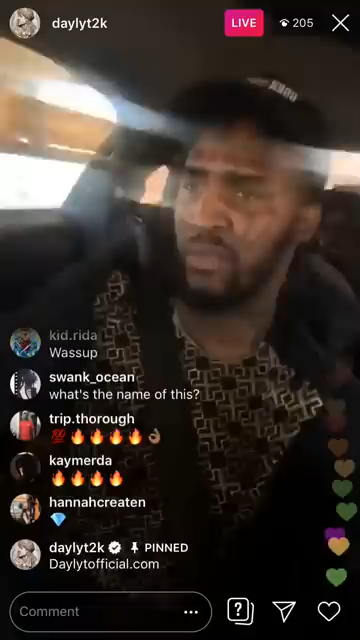 daylyt2k
LIVE
205
kid.rida
Wassup
swank_ocean
what's the name of this?
trip.thorough
💯🔥🔥🔥🔥👌🏽
kaymerda
🔥🔥🔥🔥
hannahcreaten
💎
daylyt2k PINNED
Daylytofficial.com
Comment